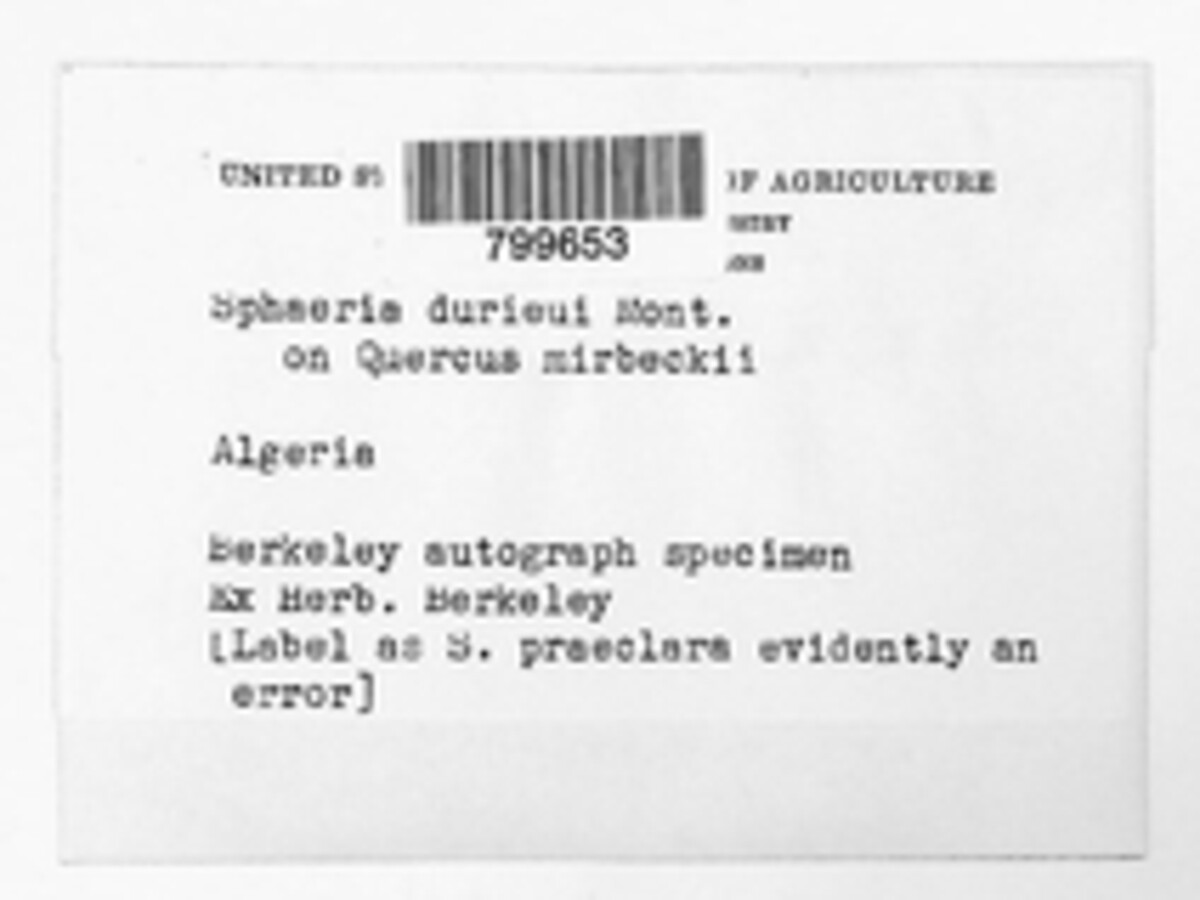 UNITED ST
OF AGRICULTURE
799653
Sphaeria durieui Mont.
on Quercus mirbeckii
Algeria
Berkeley autograph specimen
Ex Herb. Berkeley
[Label as S. praeclara evidently an
error]